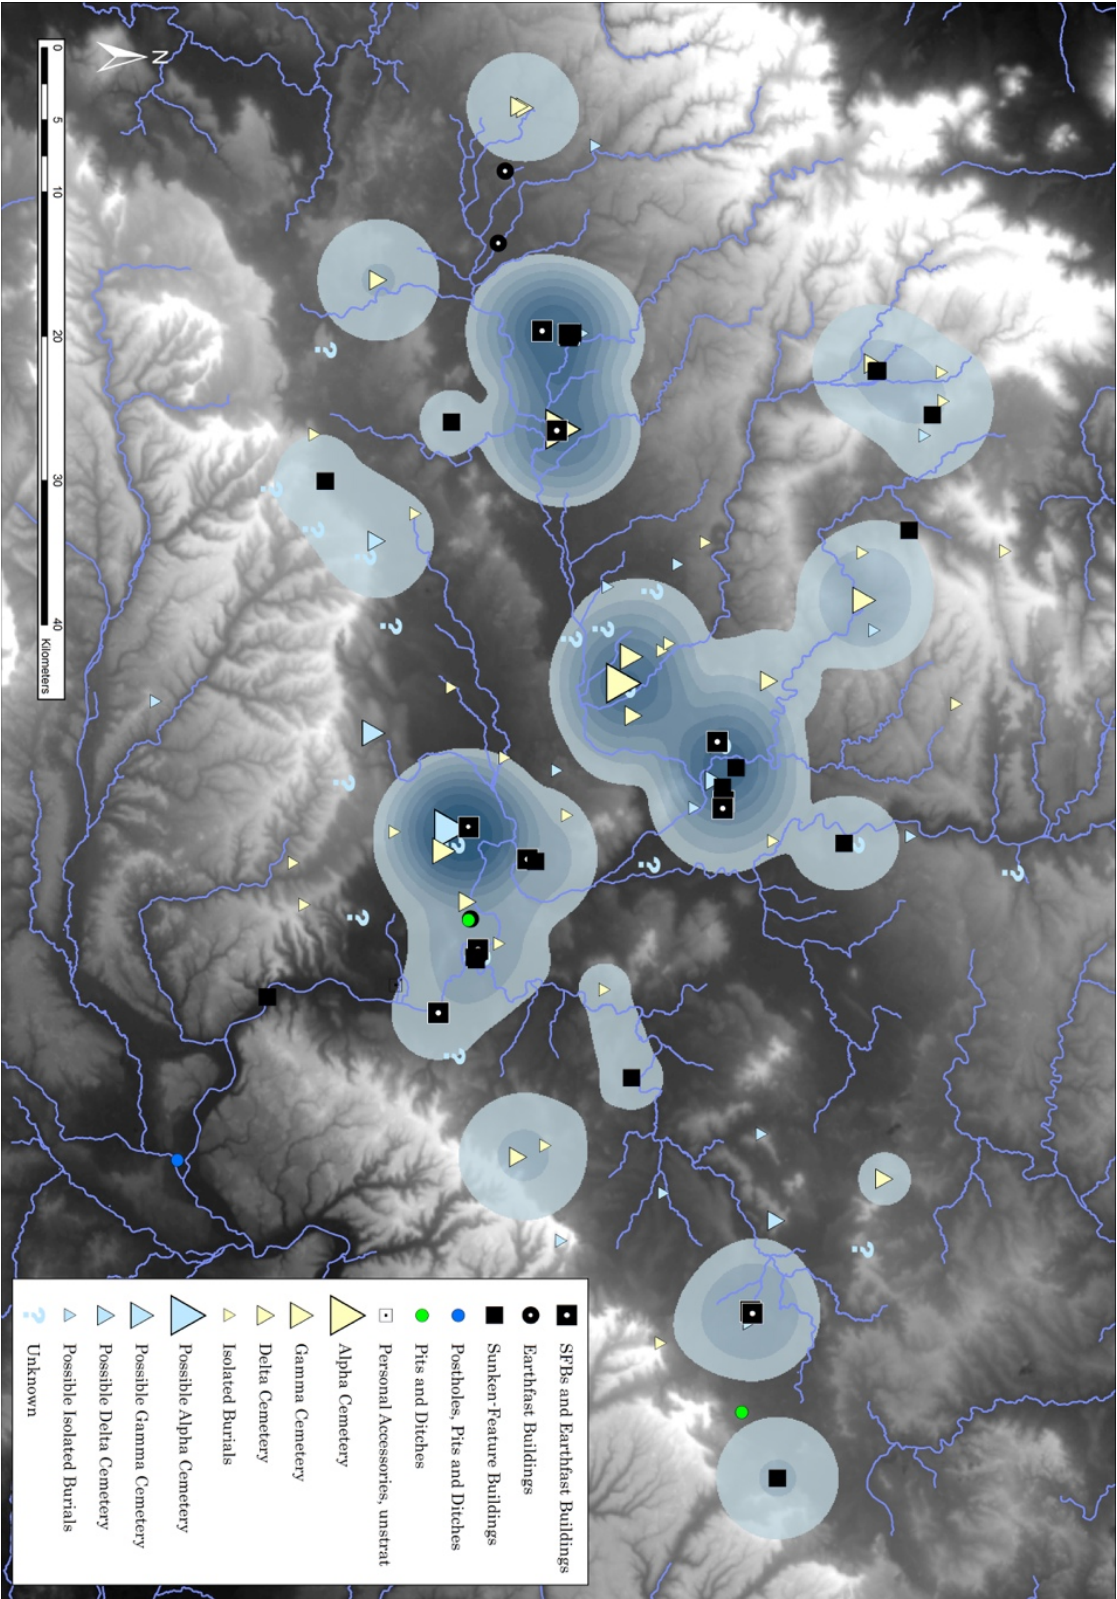 N
0 5 10 20 30 40
Kilometers
SFBs and Earthfast Buildings
Earthfast Buildings
Sunken-Feature Buildings
Postholes, Pits and Ditches
Pits and Ditches
Personal Accessories, unstrat
Alpha Cemetery
Gamma Cemetery
Delta Cemetery
Isolated Burials
Possible Alpha Cemetery
Possible Gamma Cemetery
Possible Delta Cemetery
Possible Isolated Burials
? Unknown